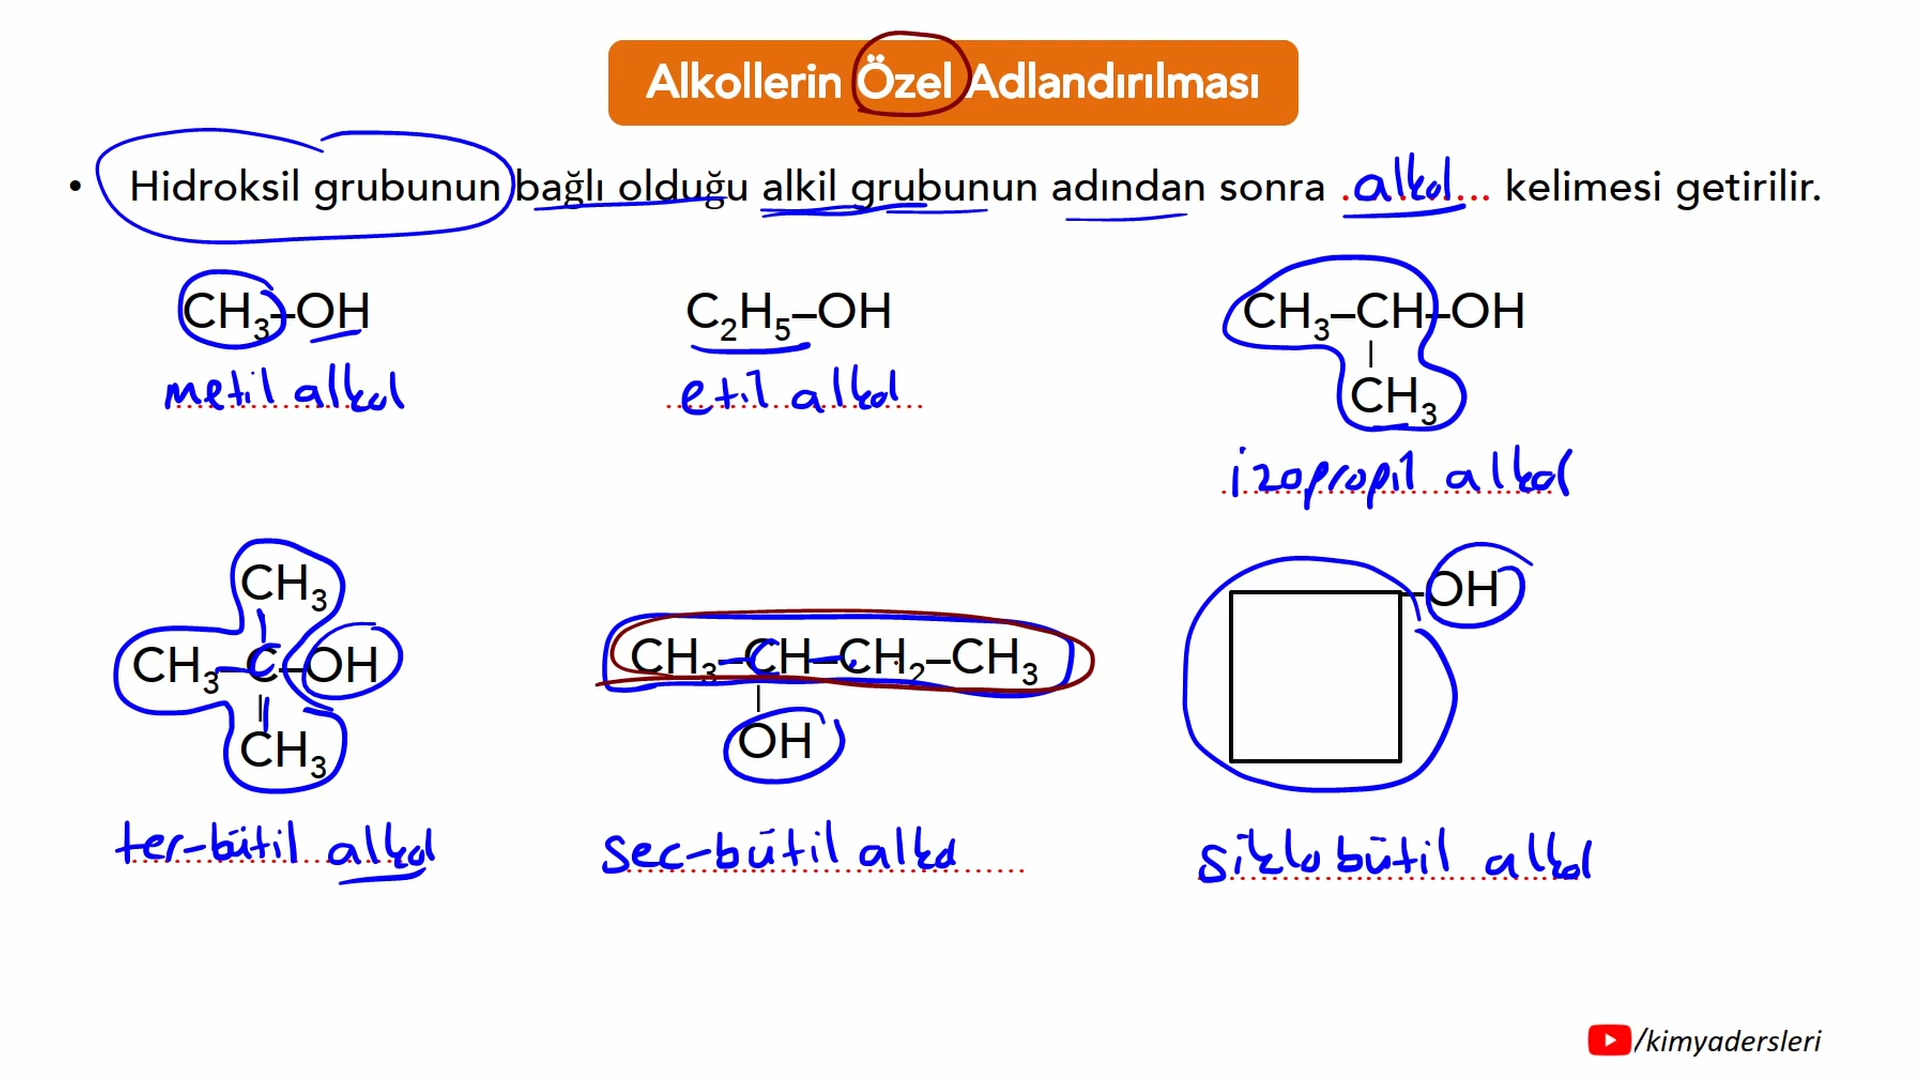 Alkollerin Özel Adlandırılması
• Hidroksil grubunun bağlı olduğu alkil grubunun adından sonra .alkol... kelimesi getirilir.
CH₃–OH
C₂H₅–OH
CH₃–CH–OH
CH₃
metil alkol
etil alkol
izopropil alkol
CH₃
CH₃–C–OH
CH₃
CH₃–CH–CH₂–CH₃
OH
–OH
ter-bütil alkol
sec-bütil alkol
siklobütil alkol
/kimyadersleri